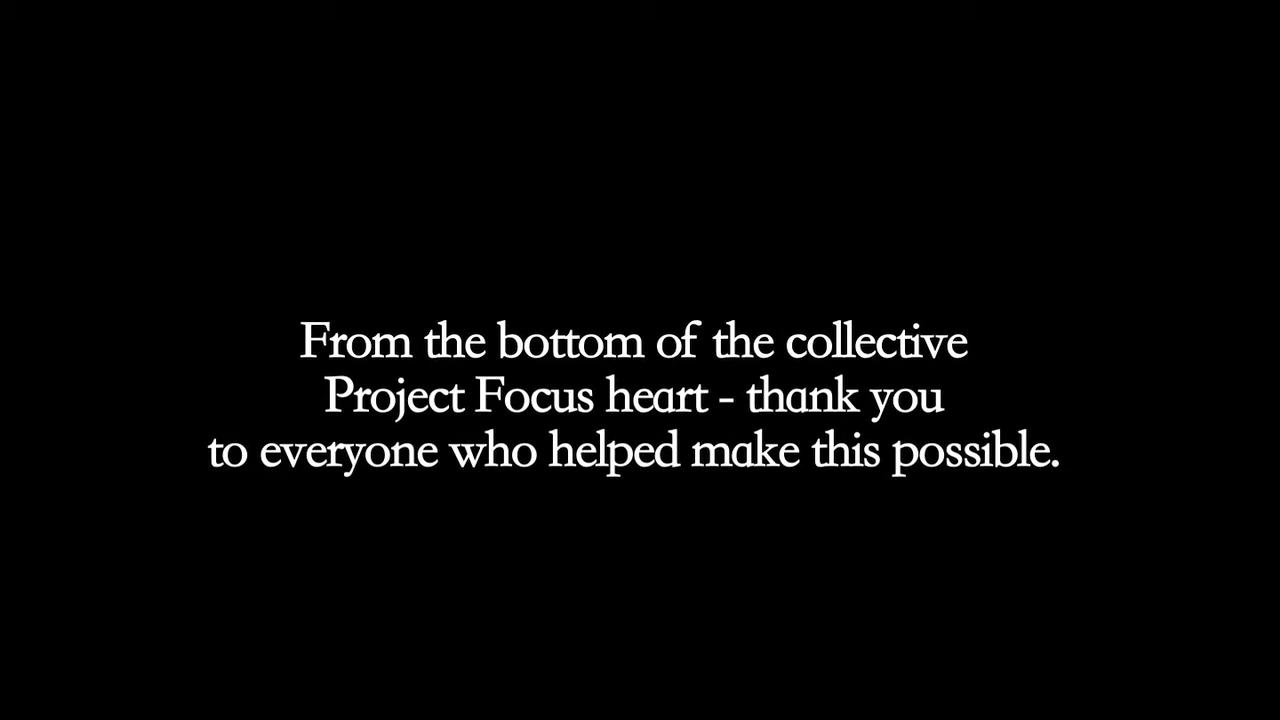 From the bottom of the collective
Project Focus heart - thank you
to everyone who helped make this possible.